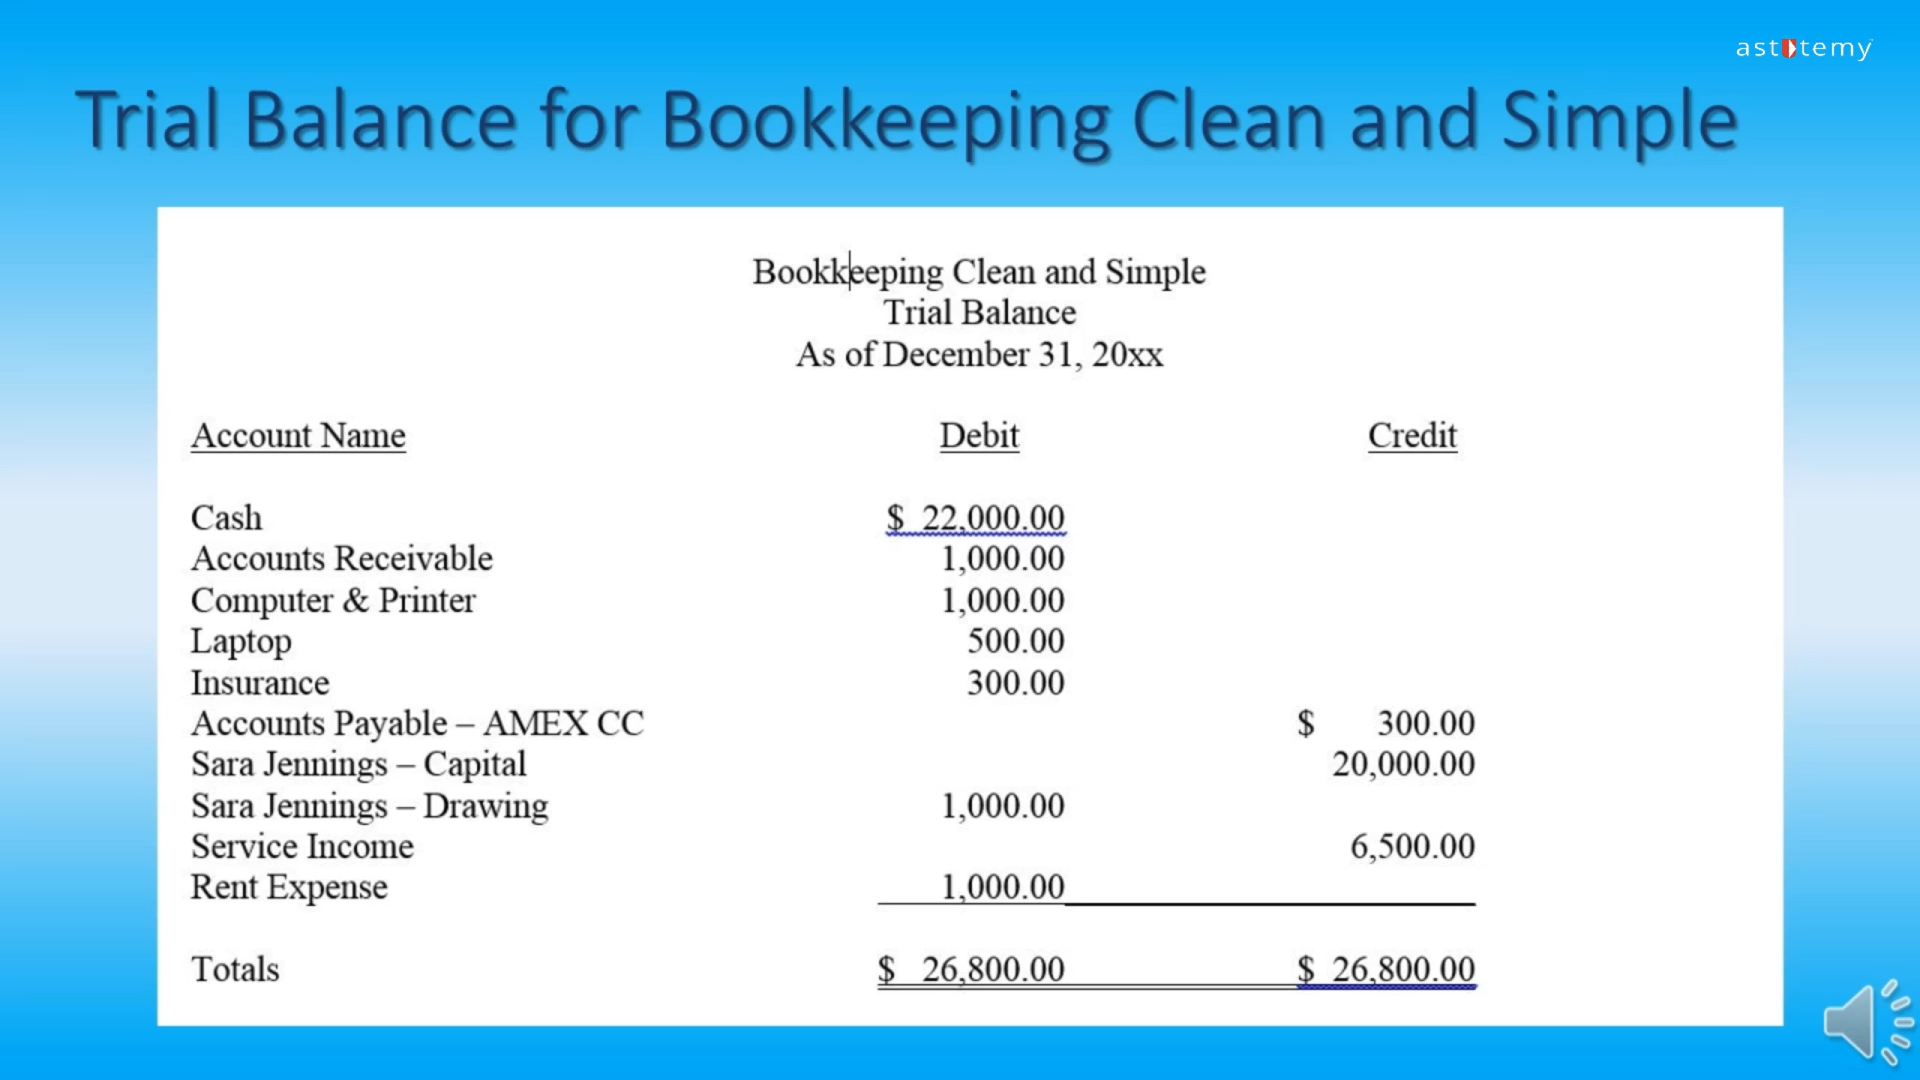 astutemy
Trial Balance for Bookkeeping Clean and Simple
Bookkeeping Clean and Simple
Trial Balance
As of December 31, 20xx
Account Name Debit Credit
Cash $ 22,000.00
Accounts Receivable 1,000.00
Computer & Printer 1,000.00
Laptop 500.00
Insurance 300.00
Accounts Payable – AMEX CC $ 300.00
Sara Jennings – Capital 20,000.00
Sara Jennings – Drawing 1,000.00
Service Income 6,500.00
Rent Expense 1,000.00
Totals $ 26,800.00 $ 26,800.00